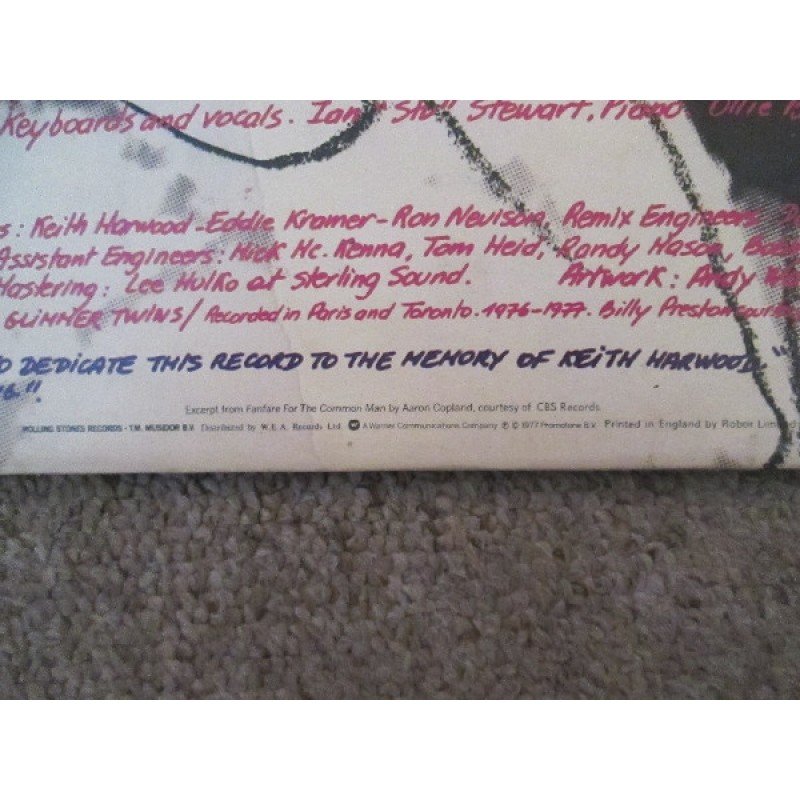 Keyboards and vocals. Ian "Stu" Stewart, Piano Ollie
s: Keith Harwood - Eddie Kramer - Ron Nevison, Remix Engineers
Assistant Engineers: Mick Mc. Kenna, Tom Heid, Randy Mason,
Mastering: Lee Hulko at Sterling Sound. Artwork: Andy
GLIMMER TWINS / Recorded in Paris and Toronto. 1976-1977. Billy Preston
DEDICATE THIS RECORD TO THE MEMORY OF KEITH HARWOOD."
Excerpt from Fanfare For The Common Man by Aaron Copland, courtesy of CBS Records
ROLLING STONES RECORDS - T.M. MUSIDOR B.V. Distributed by W.E.A. Records Ltd. W A Warner Communications Company ℗ © 1977 Promotone B.V. Printed in England by Robor Limited